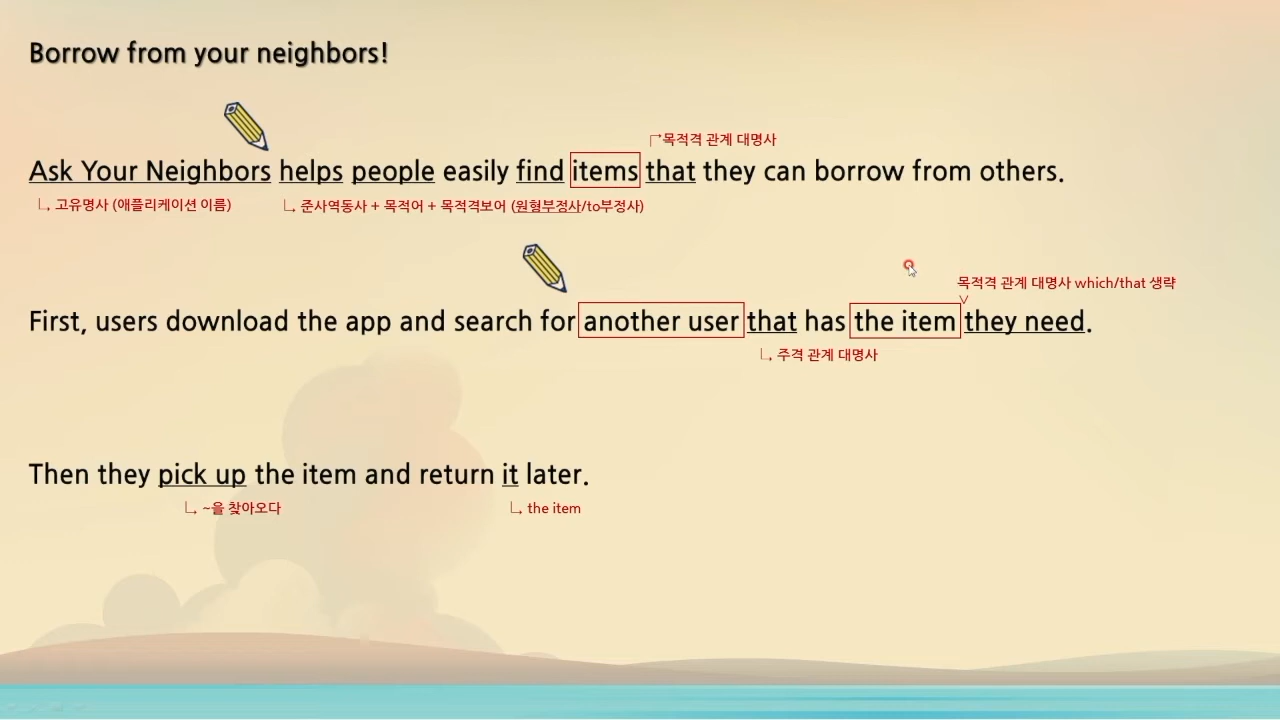 Borrow from your neighbors!
목적격 관계 대명사
Ask Your Neighbors helps people easily find items that they can borrow from others.
고유명사 (애플리케이션 이름) 준사역동사 + 목적어 + 목적격보어 (원형부정사/to부정사)
목적격 관계 대명사 which/that 생략
First, users download the app and search for another user that has the item they need.
주격 관계 대명사
Then they pick up the item and return it later.
~을 찾아오다 the item